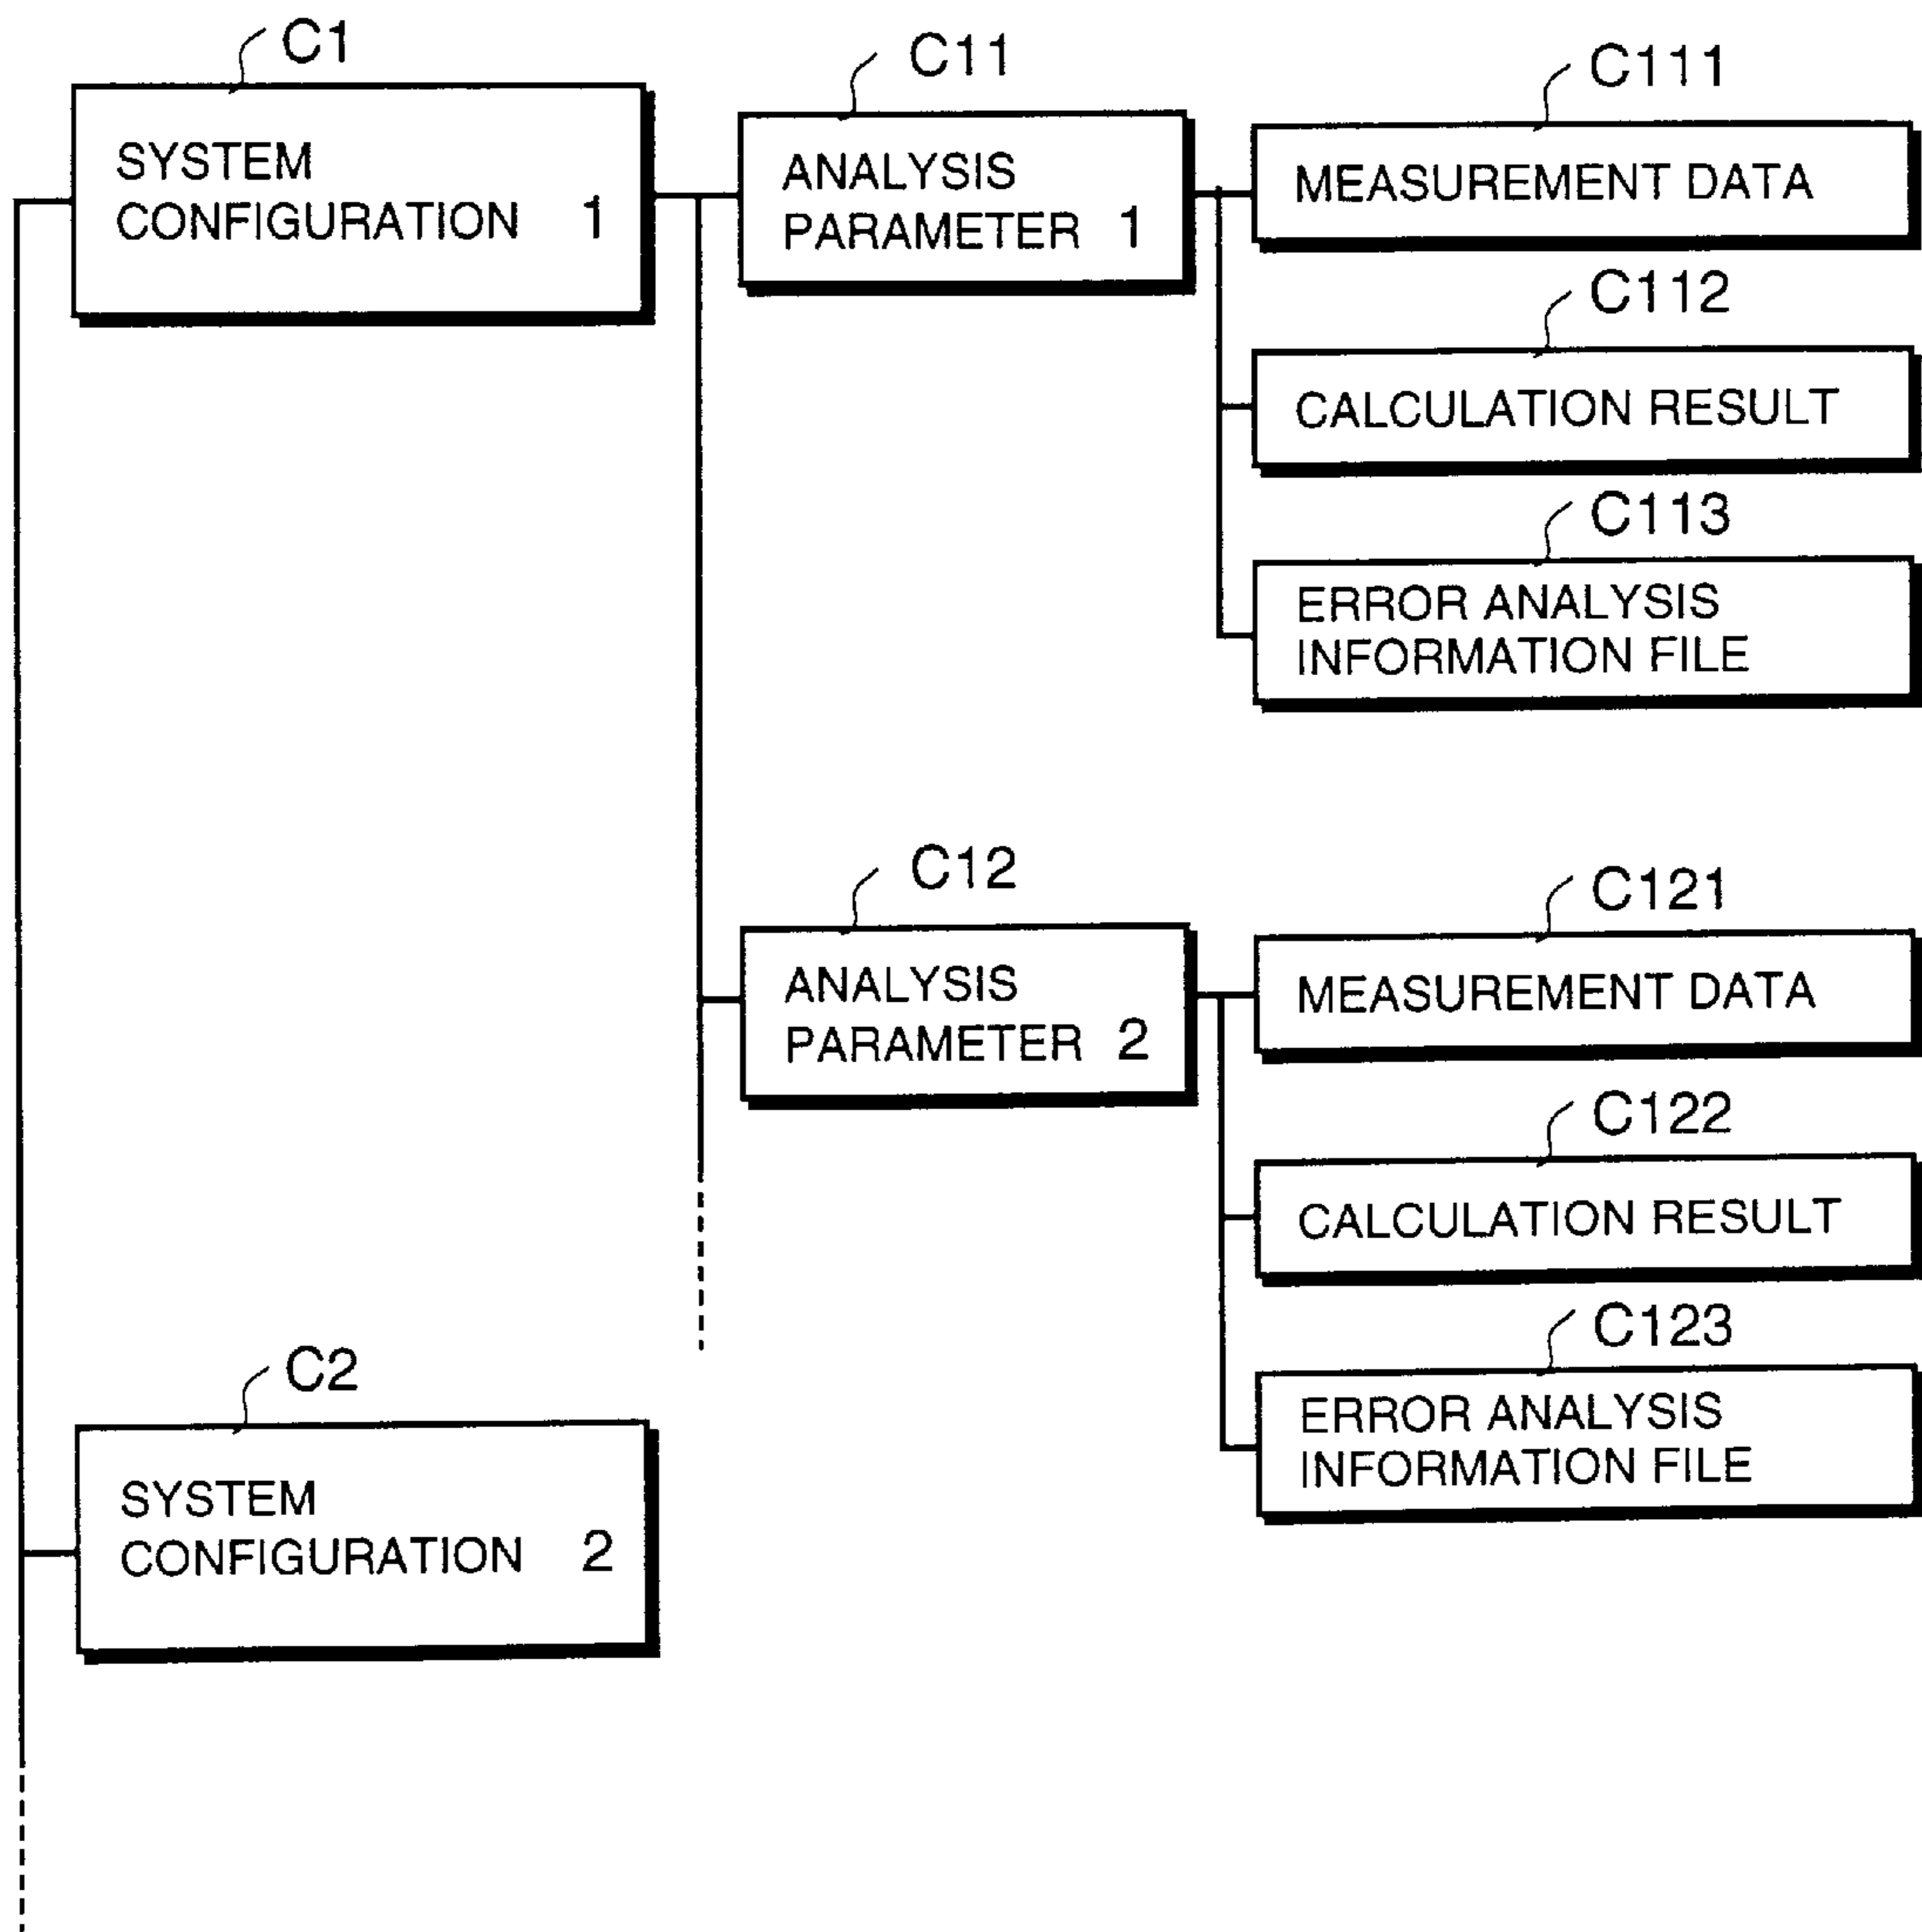 C1
SYSTEM
CONFIGURATION 1
C11
ANALYSIS
PARAMETER 1
C111
MEASUREMENT DATA
C112
CALCULATION RESULT
C113
ERROR ANALYSIS
INFORMATION FILE
C12
ANALYSIS
PARAMETER 2
C121
MEASUREMENT DATA
C122
CALCULATION RESULT
C123
ERROR ANALYSIS
INFORMATION FILE
C2
SYSTEM
CONFIGURATION 2